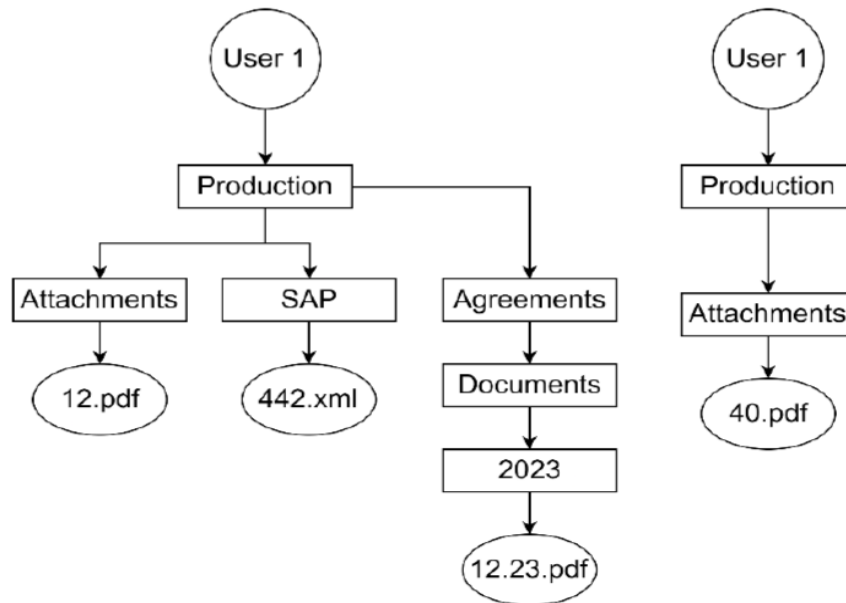 User 1
User 1
Production
Production
Attachments
SAP
Agreements
Attachments
12.pdf
442.xml
Documents
40.pdf
2023
12.23.pdf